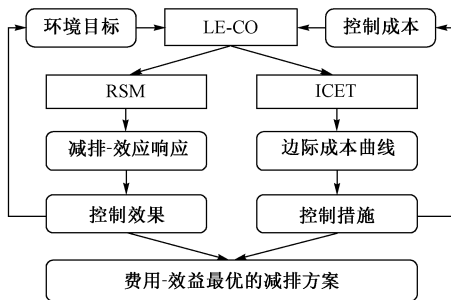 环境目标
LE-CO
控制成本
RSM
ICET
减排-效应响应
边际成本曲线
控制效果
控制措施
费用-效益最优的减排方案